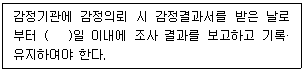 감정기관에 감정의뢰 시 감정결과서를 받은 날로
부터 (   )일 이내에 조사 결과를 보고하고 기록·
유지하여야 한다.